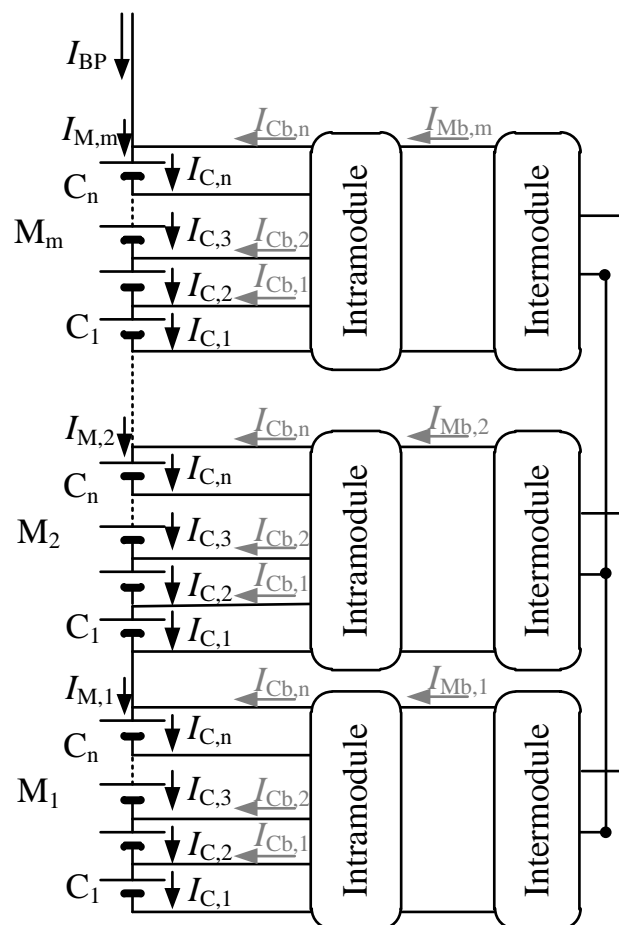 I_BP
I_M,m I_Cb,n I_Mb,m
C_n I_C,n
M_m I_C,3 I_Cb,2
I_C,2 I_Cb,1
C_1 I_C,1
Intramodule
Intermodule
I_M,2 I_Cb,n I_Mb,2
C_n I_C,n
M_2 I_C,3 I_Cb,2
I_C,2 I_Cb,1
C_1 I_C,1
Intramodule
Intermodule
I_M,1 I_Cb,n I_Mb,1
C_n I_C,n
M_1 I_C,3 I_Cb,2
I_C,2 I_Cb,1
C_1 I_C,1
Intramodule
Intermodule